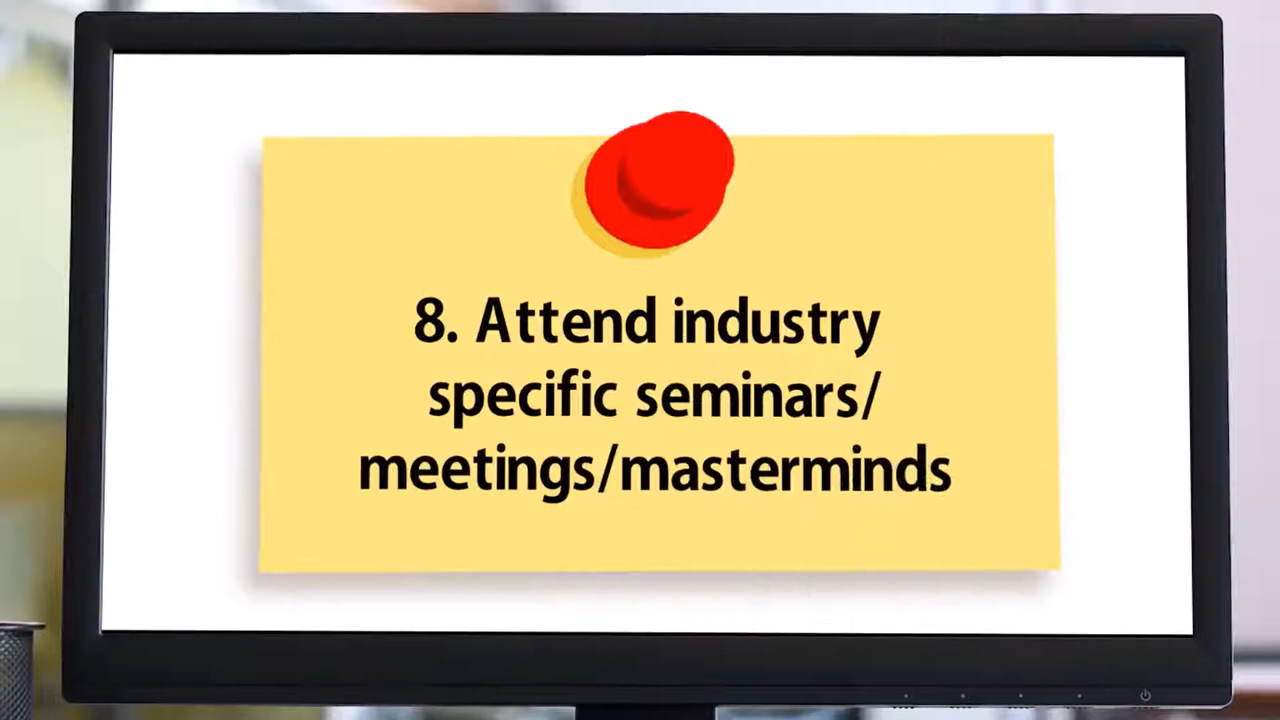 8. Attend industry
specific seminars/
meetings/masterminds